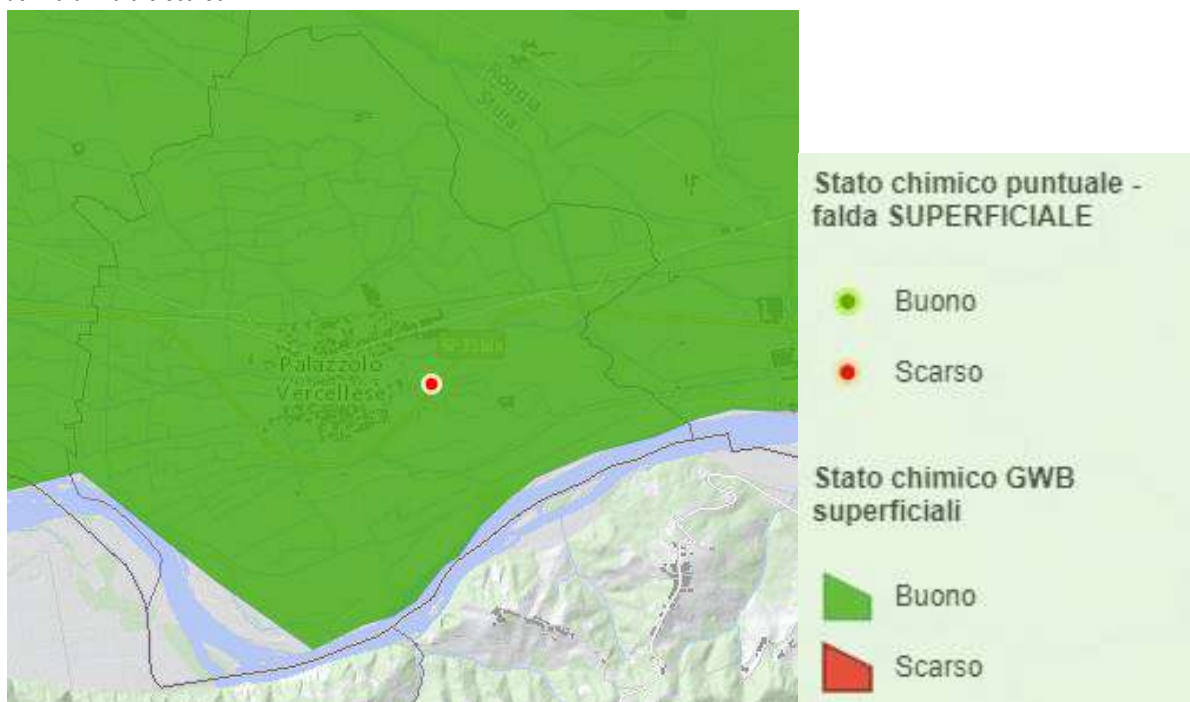 Roggia
Stura
Palazzolo
Vercellese
Stato chimico puntuale -
falda SUPERFICIALE
Buono
Scarso
Stato chimico GWB
superficiali
Buono
Scarso